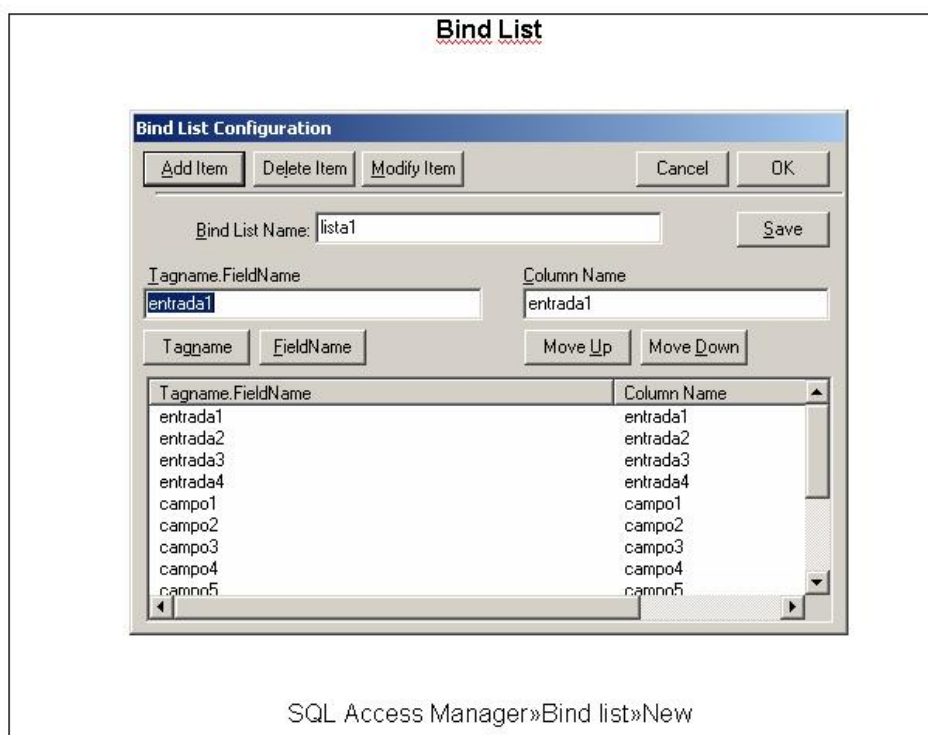 Bind List
Bind List Configuration
Add Item Delete Item Modify Item Cancel OK
Bind List Name: lista1 Save
Tagname.FieldName Column Name
entrada1 entrada1
Tagname FieldName Move Up Move Down
Tagname.FieldName Column Name
entrada1 entrada1
entrada2 entrada2
entrada3 entrada3
entrada4 entrada4
campo1 campo1
campo2 campo2
campo3 campo3
campo4 campo4
campo5 campo5
SQL Access Manager»Bind list»New